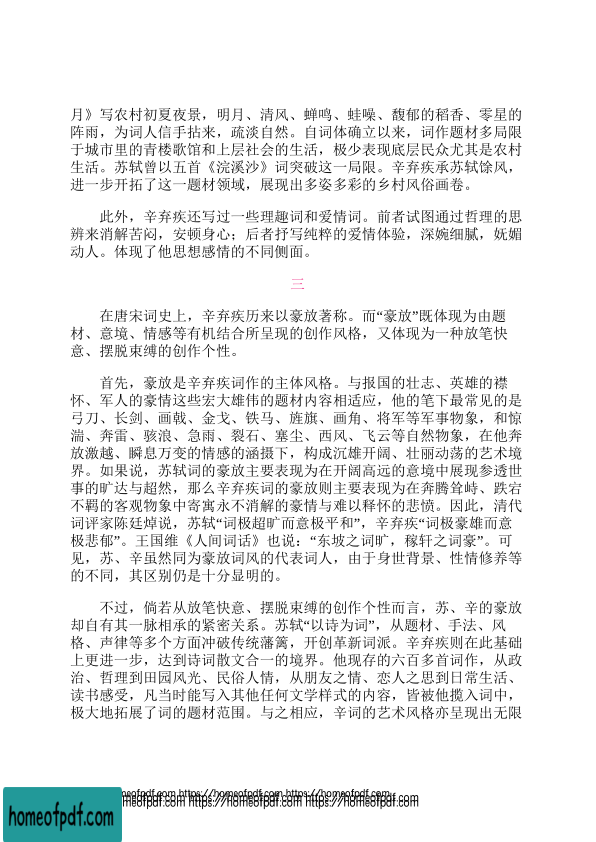 月》写农村初夏夜景，明月、清风、蝉鸣、蛙噪、馥郁的稻香、零星的
阵雨，为词人信手拈来，疏淡自然。自词体确立以来，词作题材多局限
于城市里的青楼歌馆和上层社会的生活，极少表现底层民众尤其是农村
生活。苏轼曾以五首《浣溪沙》词突破这一局限。辛弃疾承苏轼馀风，
进一步开拓了这一题材领域，展现出多姿多彩的乡村风俗画卷。
此外，辛弃疾还写过一些理趣词和爱情词。前者试图通过哲理的思
辨来消解苦闷，安顿身心；后者抒写纯粹的爱情体验，深婉细腻，妩媚
动人。体现了他思想感情的不同侧面。
三
在唐宋词史上，辛弃疾历来以豪放著称。而“豪放”既体现为由题
材、意境、情感等有机结合所呈现的创作风格，又体现为一种放笔快
意、摆脱束缚的创作个性。
首先，豪放是辛弃疾词作的主体风格。与报国的壮志、英雄的襟
怀、军人的豪情这些宏大雄伟的题材内容相适应，他的笔下最常见的是
弓刀、长剑、画戟、金戈、铁马、旌旗、画角、将军等军事物象，和惊
湍、奔雷、骇浪、急雨、裂石、塞尘、西风、飞云等自然物象，在他奔
放激越、瞬息万变的情感的涵摄下，构成沉雄开阔、壮丽动荡的艺术境
界。如果说，苏轼词的豪放主要表现为在开阔高远的意境中展现参透世
事的旷达与超然，那么辛弃疾词的豪放则主要表现为在奔腾耸峙、跌宕
不羁的客观物象中寄寓永不消解的豪情与难以释怀的悲愤。因此，清代
词评家陈廷焯说，苏轼“词极超旷而意极平和”，辛弃疾“词极豪雄而意
极悲郁”。王国维《人间词话》也说：“东坡之词旷，稼轩之词豪”。可
见，苏、辛虽然同为豪放词风的代表词人，由于身世背景、性情修养等
的不同，其区别仍是十分显明的。
不过，倘若从放笔快意、摆脱束缚的创作个性而言，苏、辛的豪放
却自有其一脉相承的紧密关系。苏轼“以诗为词”，从题材、手法、风
格、声律等多个方面冲破传统藩篱，开创革新词派。辛弃疾则在此基础
上更进一步，达到诗词散文合一的境界。他现存的六百多首词作，从政
治、哲理到田园风光、民俗人情，从朋友之情、恋人之思到日常生活、
读书感受，凡当时能写入其他任何文学样式的内容，皆被他揽入词中，
极大地拓展了词的题材范围。与之相应，辛词的艺术风格亦呈现出无限
homeofpdf.com https://homeofpdf.com https://homeofpdf.com
homeofpdf.com https://homeofpdf.com https://homeofpdf.com
homeofpdf.com